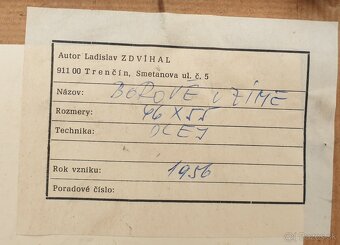 Autor Ladislav ZDVÍHAL
911 00 Trenčín, Smetanova ul. č. 5
Názov: BOROVÉ V ZIME
Rozmery: 46 X 55
Technika: OLEJ
Rok vzniku: 1956
Poradové číslo: